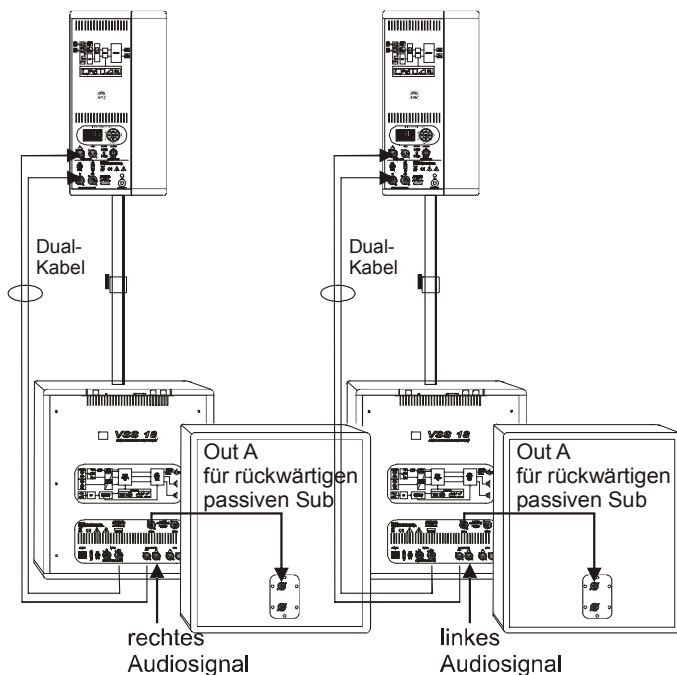 Dual-
Kabel
Dual-
Kabel
VSS 18
Out A
für rückwärtigen
passiven Sub
VSS 18
Out A
für rückwärtigen
passiven Sub
rechtes
Audiosignal
linkes
Audiosignal